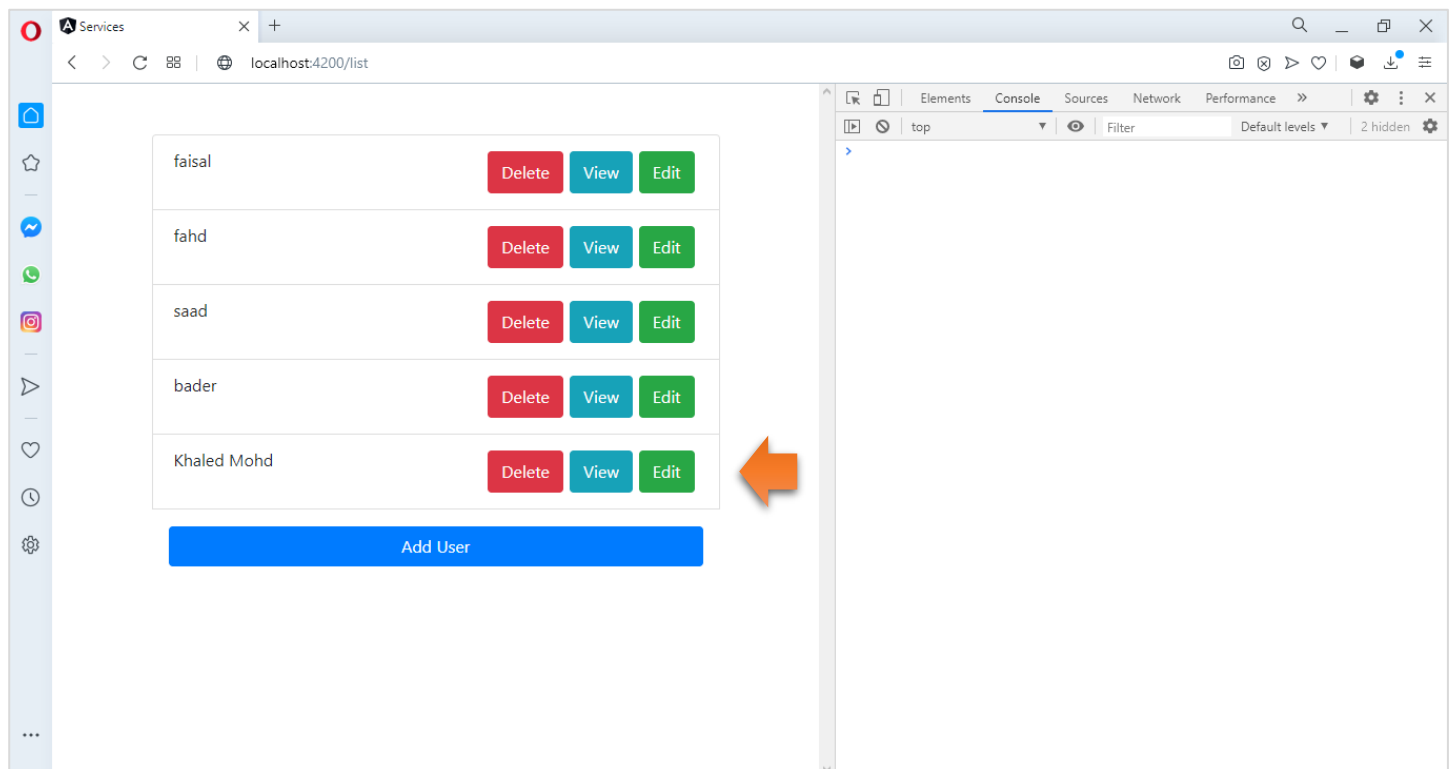 Services
localhost:4200/list
Elements Console Sources Network Performance
top Filter Default levels 2 hidden
faisal Delete View Edit
fahd Delete View Edit
saad Delete View Edit
bader Delete View Edit
Khaled Mohd Delete View Edit
Add User